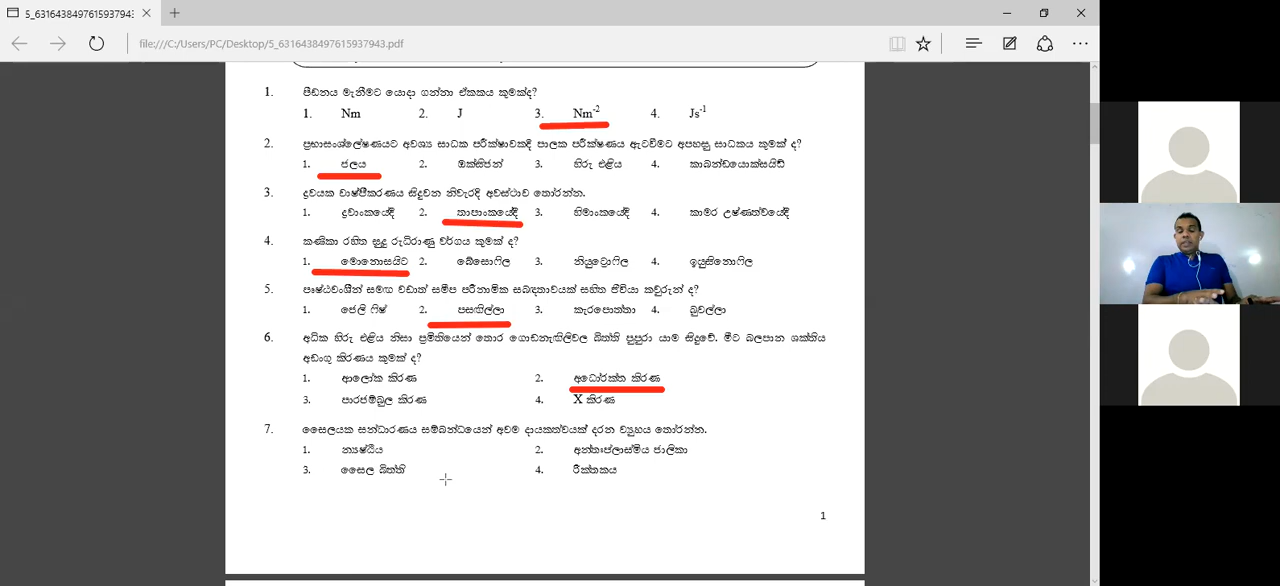 5_6316438497615937943
file:///C:/Users/PC/Desktop/5_6316438497615937943.pdf
1. පීඩනය මැනීමට යොදා ගන්නා ඒකකය කුමක්ද?
1. Nm 2. J 3. Nm-2 4. Js-1
2. ප්‍රභාසංශ්ලේෂණයට අවශ්‍ය සාධක පරීක්ෂාවකදී පාලක පරීක්ෂණය ඇටවීමට අපහසු සාධකය කුමක් ද?
1. ජලය 2. ඔක්සිජන් 3. හිරු එළිය 4. කාබන්ඩයොක්සයිඩ්
3. ද්‍රවයක වාෂ්පීකරණය සිදුවන නිවැරදි අවස්ථාව තෝරන්න.
1. ද්‍රවාංකයේදී 2. තාපාංකයේදී 3. හිමාංකයේදී 4. කාමර උෂ්ණත්වයේදී
4. කණිකා රහිත සුදු රුධිරාණු වර්ගය කුමක් ද?
1. මොනොසයිට 2. බේසොෆිල 3. නියුට්‍රොෆිල 4. ඉයුසිනොෆිල
5. පෘෂ්ඨවංශීන් සමඟ වඩාත් සමීප පරිනාමික සබඳතාවයක් සහිත ජීවියා කවුරුන් ද?
1. ජෙලි ෆිෂ් 2. පසඟිල්ලා 3. කැරපොත්තා 4. බූවල්ලා
6. අධික හිරු එළිය නිසා ප්‍රමිතියෙන් තොර ගොඩනැඟිලිවල බිත්ති පුපුරා යාම සිදුවේ. මීට බලපාන ශක්තිය
අඩංගු කිරණය කුමක් ද?
1. ආලෝක කිරණ 2. අධෝරක්ත කිරණ
3. පාරජම්බුල කිරණ 4. X කිරණ
7. සෛලයක සන්ධාරණය සම්බන්ධයෙන් අවම දායකත්වයක් දරන ව්‍යුහය තෝරන්න.
1. න්‍යෂ්ඨිය 2. අන්තඃප්ලාස්මීය ජාලිකා
3. සෛල බිත්ති 4. රික්තකය
1